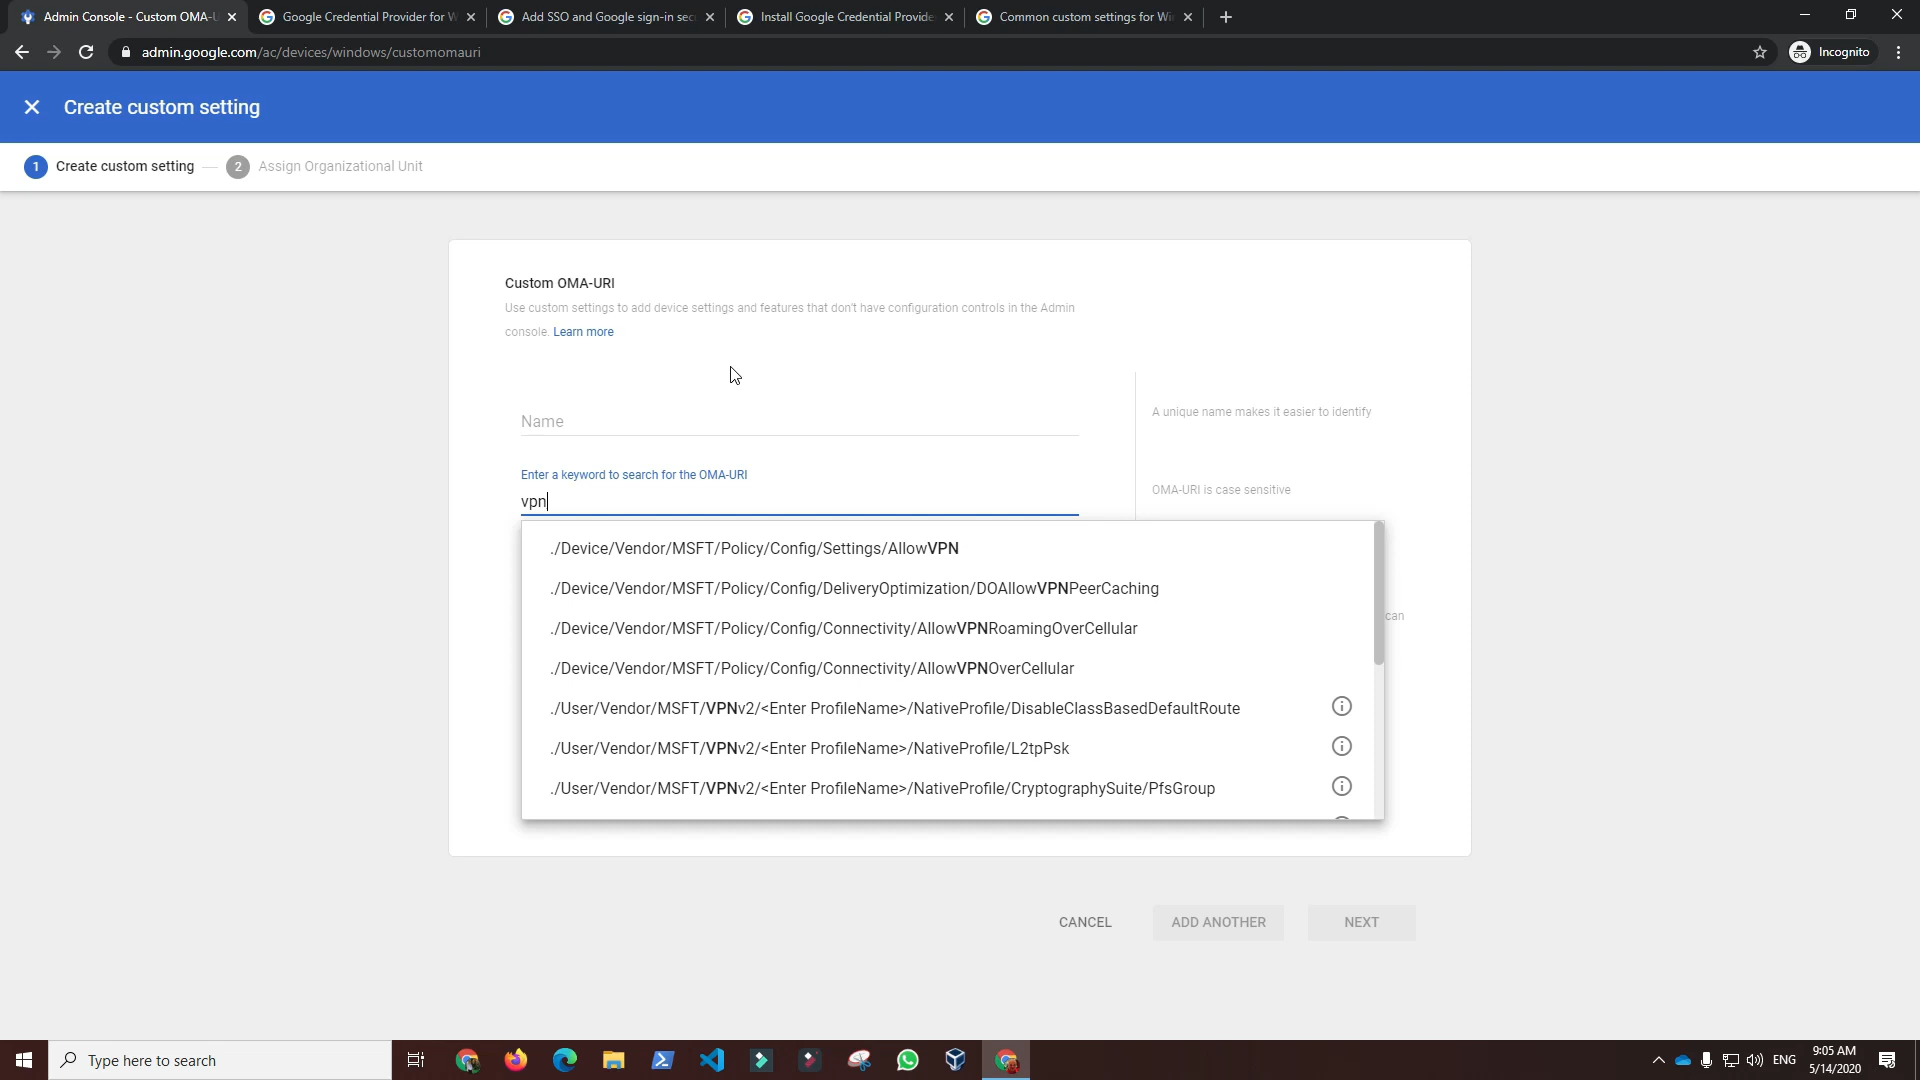 Admin Console - Custom OMA-U
Google Credential Provider for W
Add SSO and Google sign-in sec
Install Google Credential Provide
Common custom settings for Wi
admin.google.com/ac/devices/windows/customomauri
Incognito
Create custom setting
1 Create custom setting
2 Assign Organizational Unit
Custom OMA-URI
Use custom settings to add device settings and features that don't have configuration controls in the Admin
console. Learn more
Name
A unique name makes it easier to identify
Enter a keyword to search for the OMA-URI
vpn
OMA-URI is case sensitive
./Device/Vendor/MSFT/Policy/Config/Settings/AllowVPN
./Device/Vendor/MSFT/Policy/Config/DeliveryOptimization/DOAllowVPNPeerCaching
can
./Device/Vendor/MSFT/Policy/Config/Connectivity/AllowVPNRoamingOverCellular
./Device/Vendor/MSFT/Policy/Config/Connectivity/AllowVPNOverCellular
./User/Vendor/MSFT/VPNv2/<Enter ProfileName>/NativeProfile/DisableClassBasedDefaultRoute
./User/Vendor/MSFT/VPNv2/<Enter ProfileName>/NativeProfile/L2tpPsk
./User/Vendor/MSFT/VPNv2/<Enter ProfileName>/NativeProfile/CryptographySuite/PfsGroup
CANCEL
ADD ANOTHER
NEXT
Type here to search
ENG
9:05 AM
5/14/2020